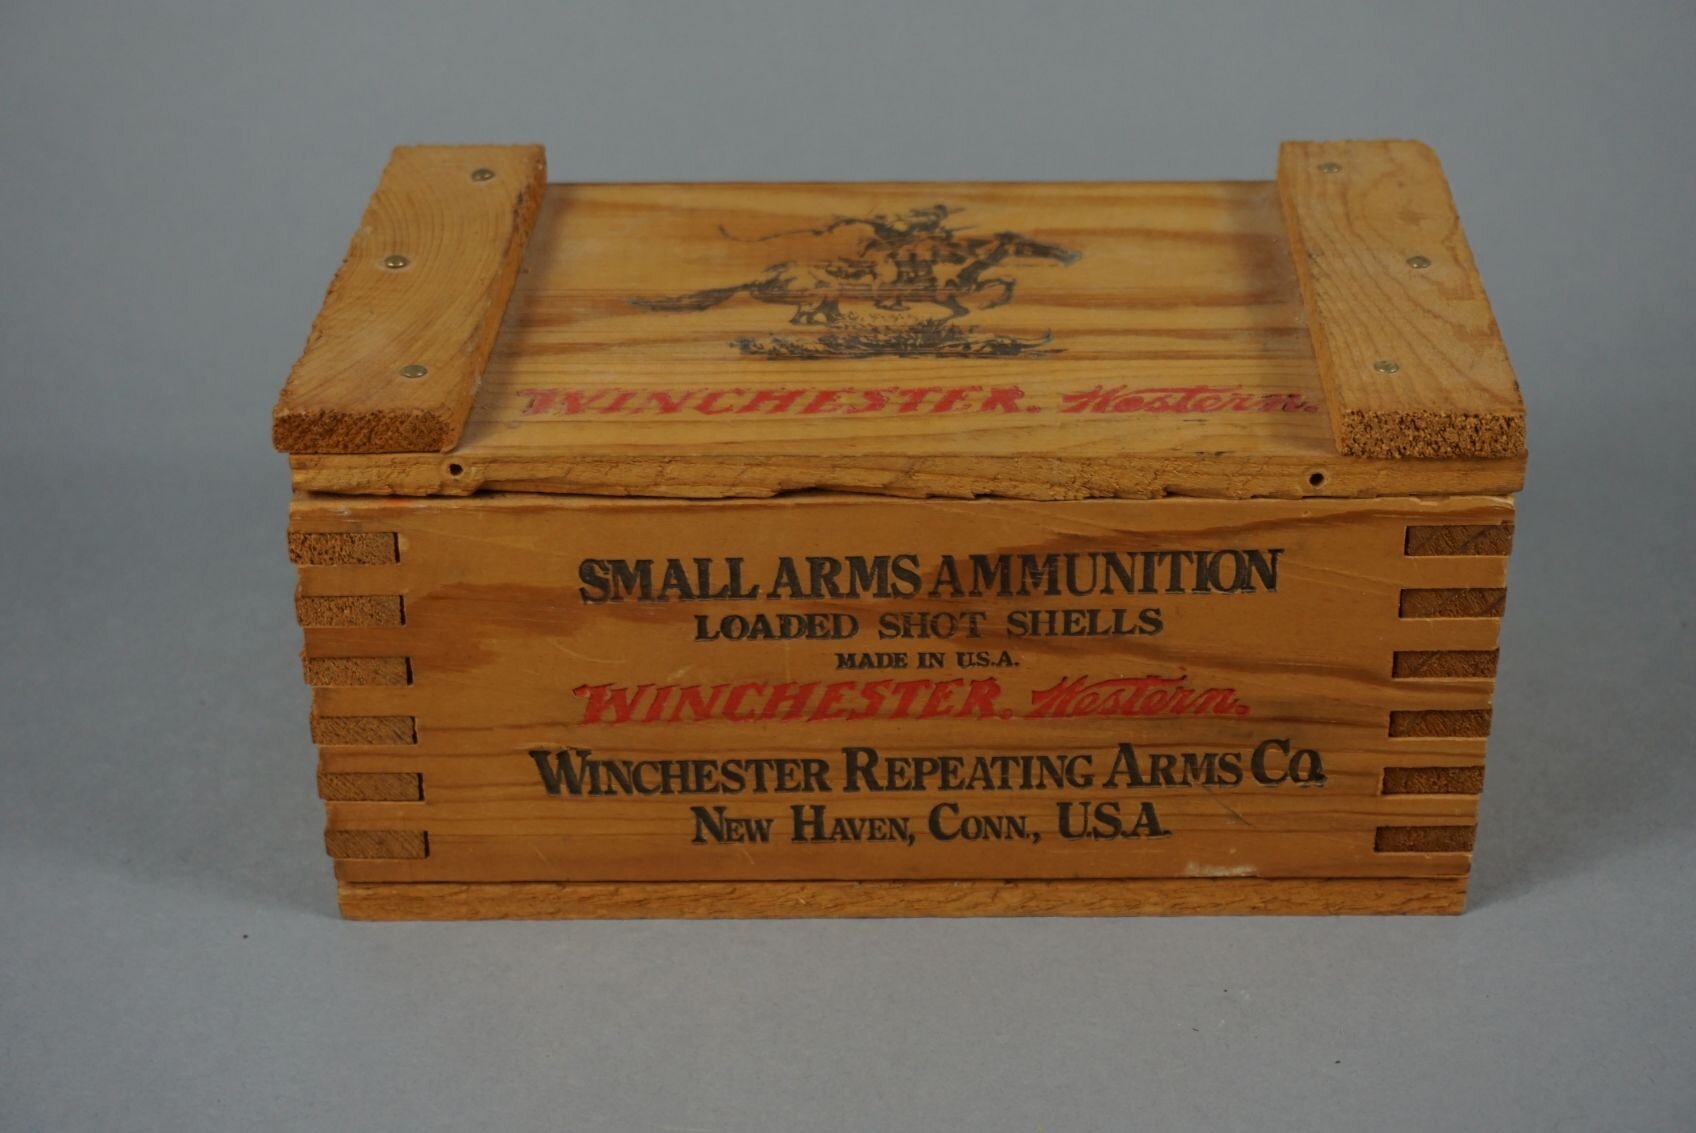 WINCHESTER. Western.
SMALL ARMS AMMUNITION
LOADED SHOT SHELLS
MADE IN U.S.A.
WINCHESTER. Western.
WINCHESTER REPEATING ARMS CO.
NEW HAVEN, CONN., U.S.A.